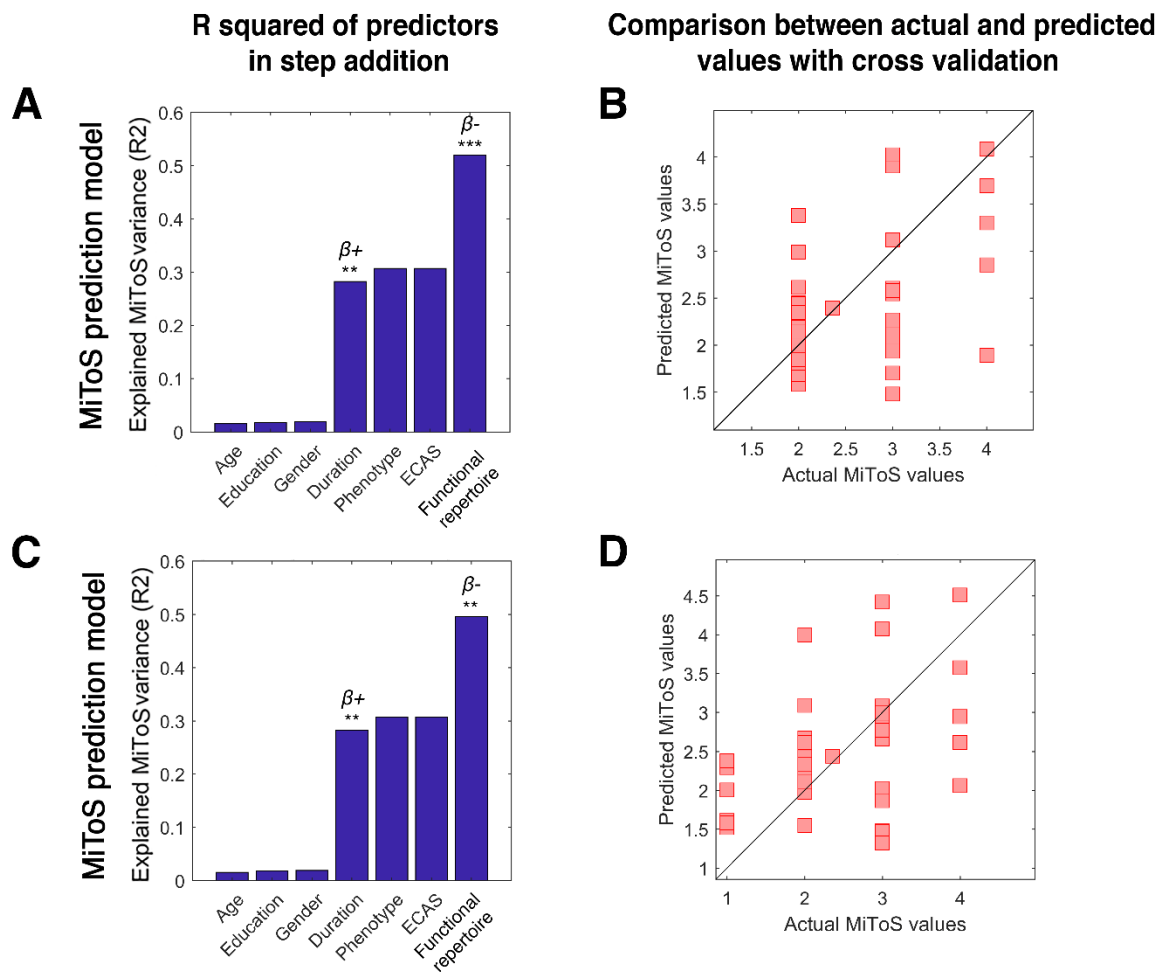 R squared of predictors
in step addition
Comparison between actual and predicted
values with cross validation
A
MiToS prediction model
Explained MiToS variance (R2)
0.6
0.5
0.4
0.3
0.2
0.1
0
β+
**
β-
***
Age
Education
Gender
Duration
Phenotype
ECAS
Functional
repertoire
B
Predicted MiToS values
4
3.5
3
2.5
2
1.5
1.5
2
2.5
3
3.5
4
Actual MiToS values
C
MiToS prediction model
Explained MiToS variance (R2)
0.6
0.5
0.4
0.3
0.2
0.1
0
β+
**
β-
**
Age
Education
Gender
Duration
Phenotype
ECAS
Functional
repertoire
D
Predicted MiToS values
4.5
4
3.5
3
2.5
2
1.5
1
1
2
3
4
Actual MiToS values